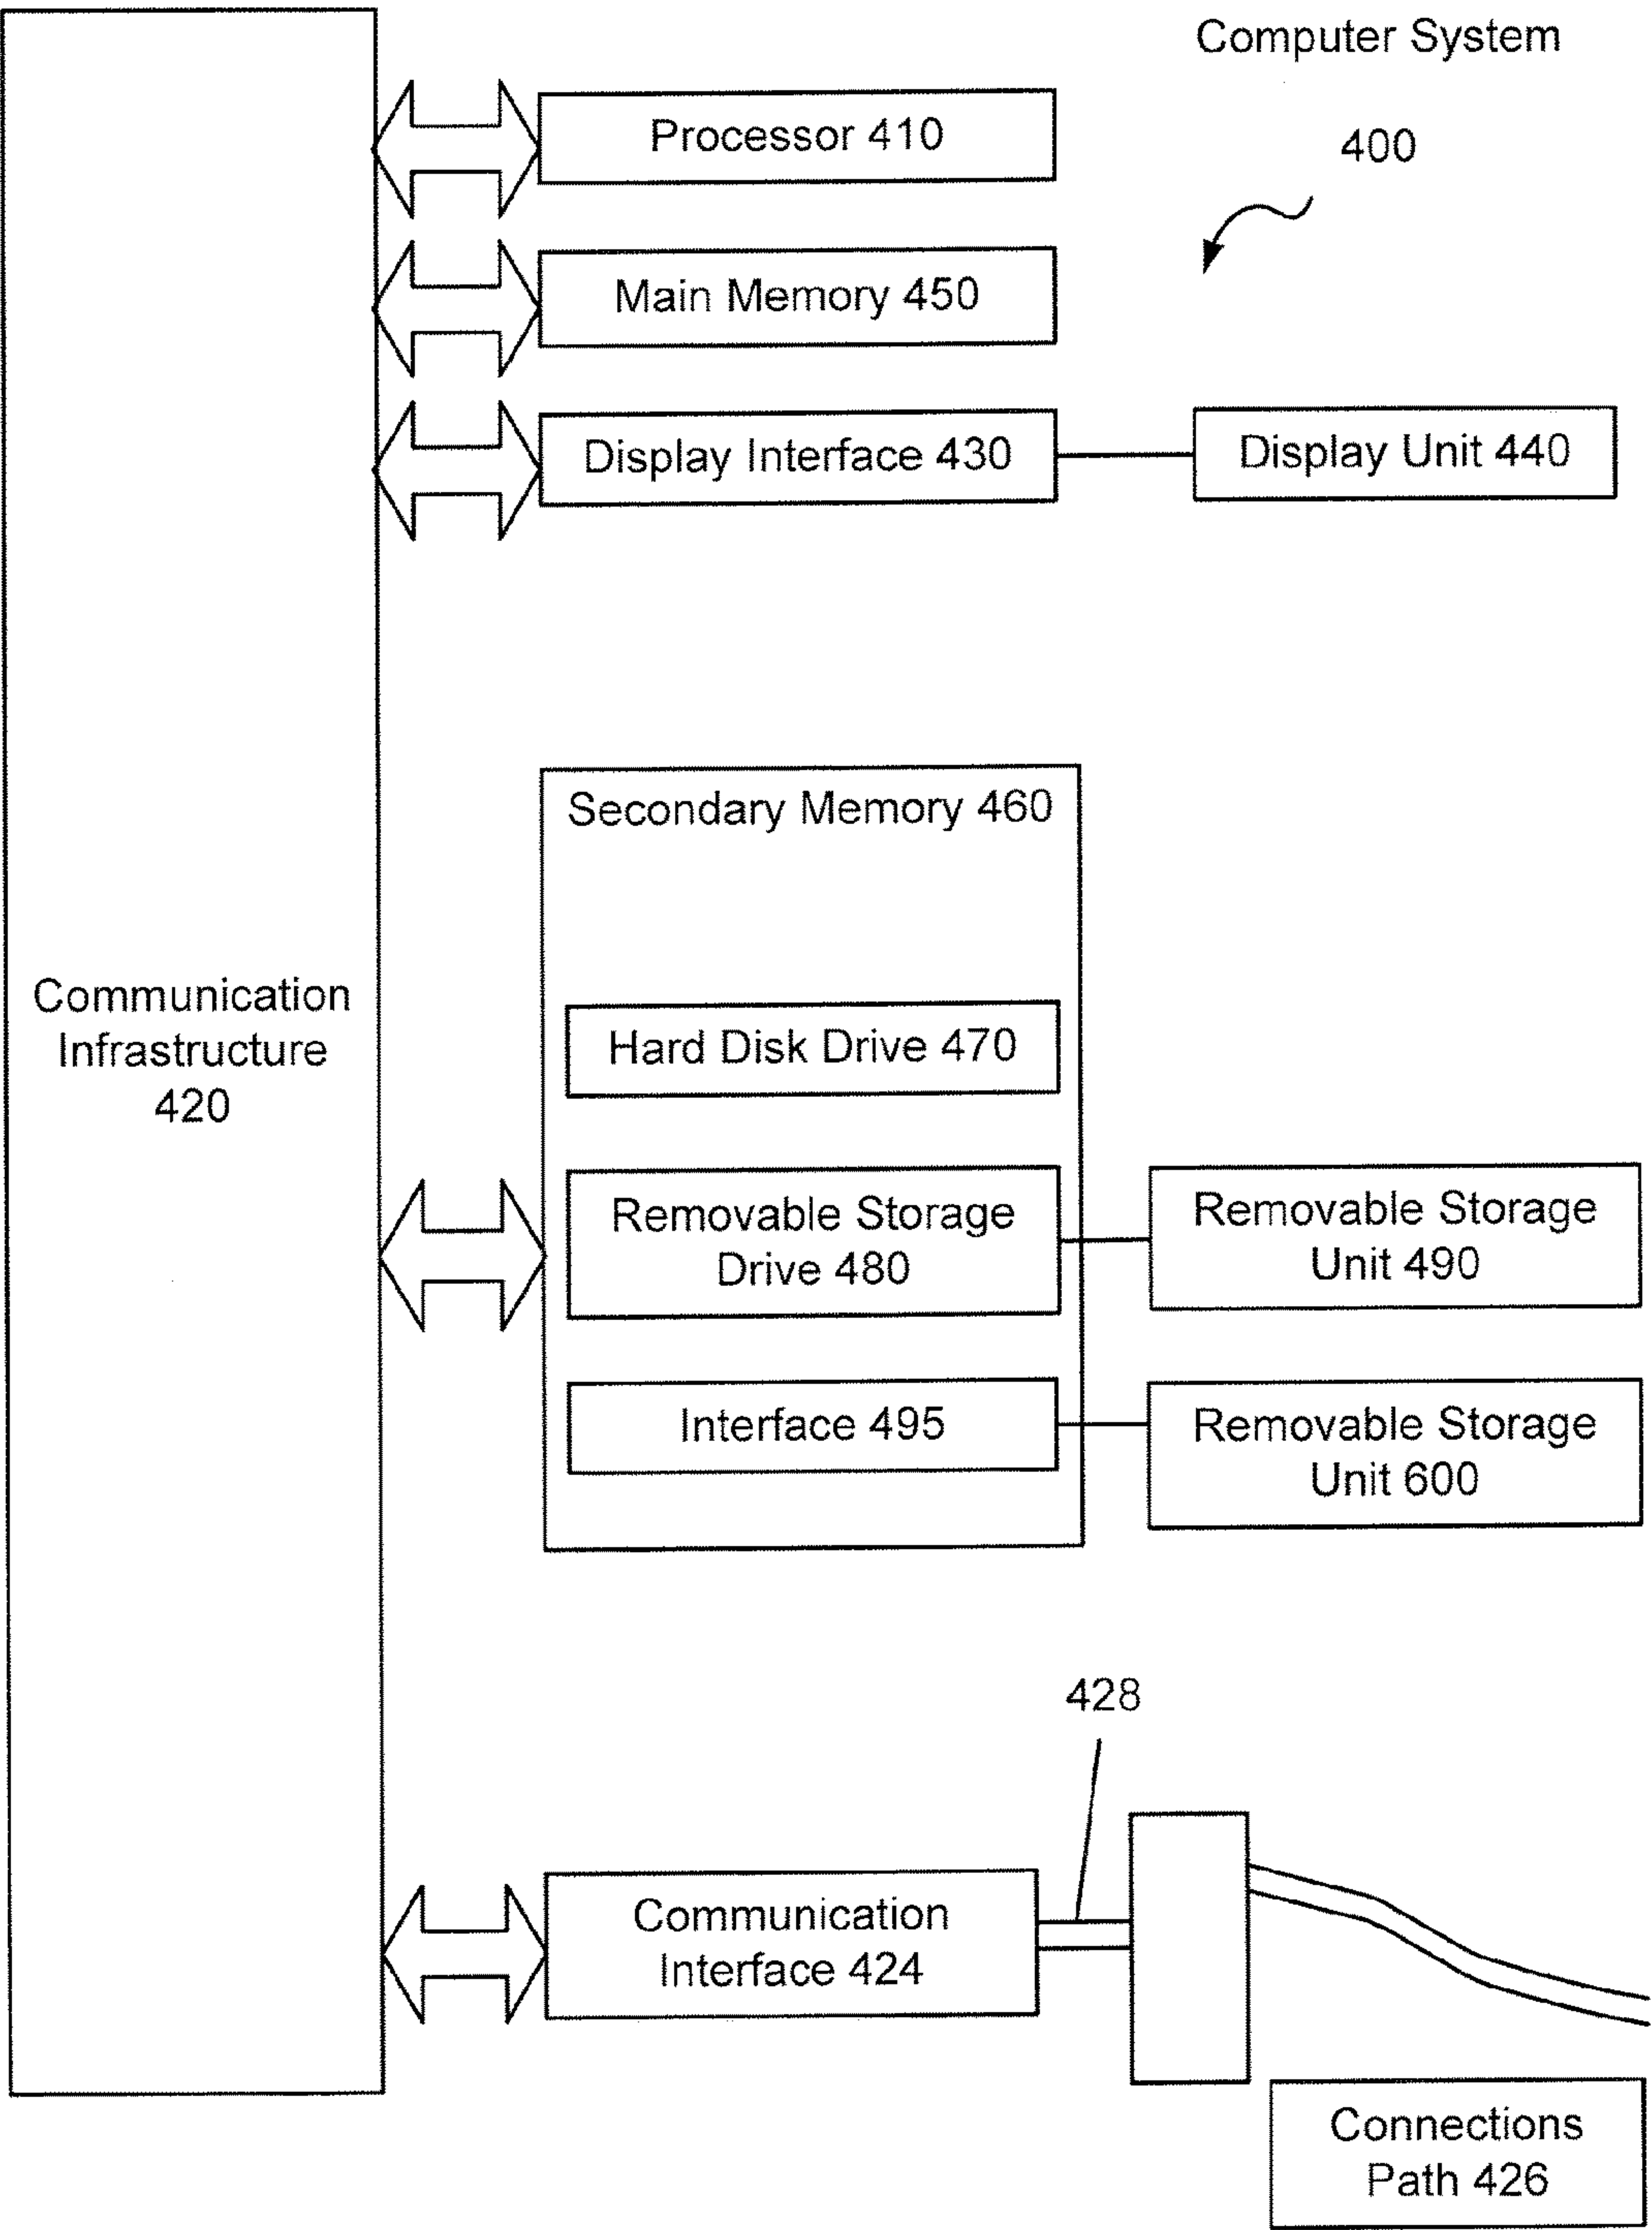 Computer System
400
Processor 410
Main Memory 450
Display Interface 430
Display Unit 440
Secondary Memory 460
Communication
Infrastructure
420
Hard Disk Drive 470
Removable Storage
Drive 480
Removable Storage
Unit 490
Interface 495
Removable Storage
Unit 600
428
Communication
Interface 424
Connections
Path 426